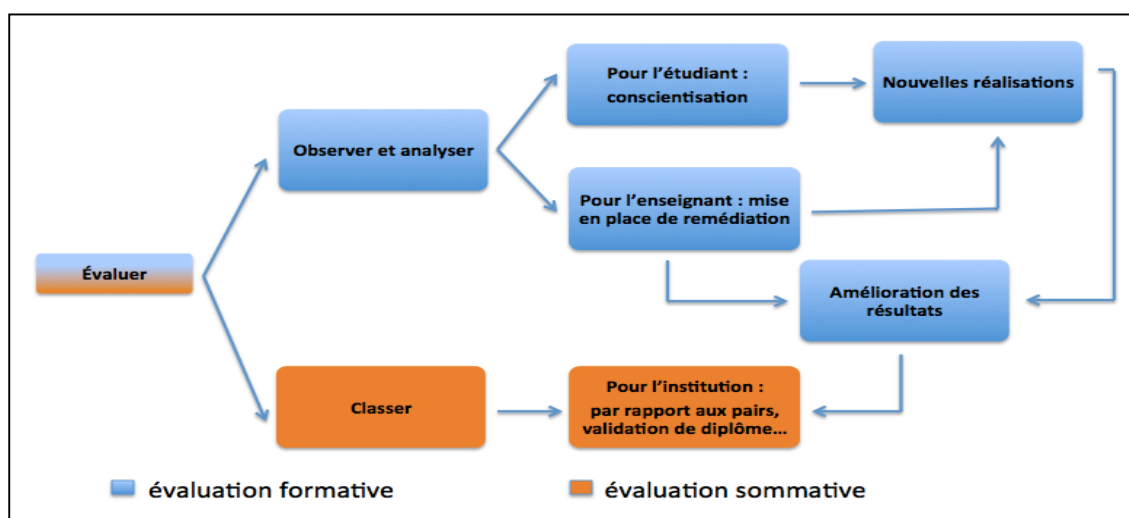 Pour l'étudiant :
conscientisation
Nouvelles réalisations
Observer et analyser
Pour l'enseignant : mise
en place de remédiation
Évaluer
Amélioration des
résultats
Classer
Pour l'institution :
par rapport aux pairs,
validation de diplôme…
évaluation formative
évaluation sommative